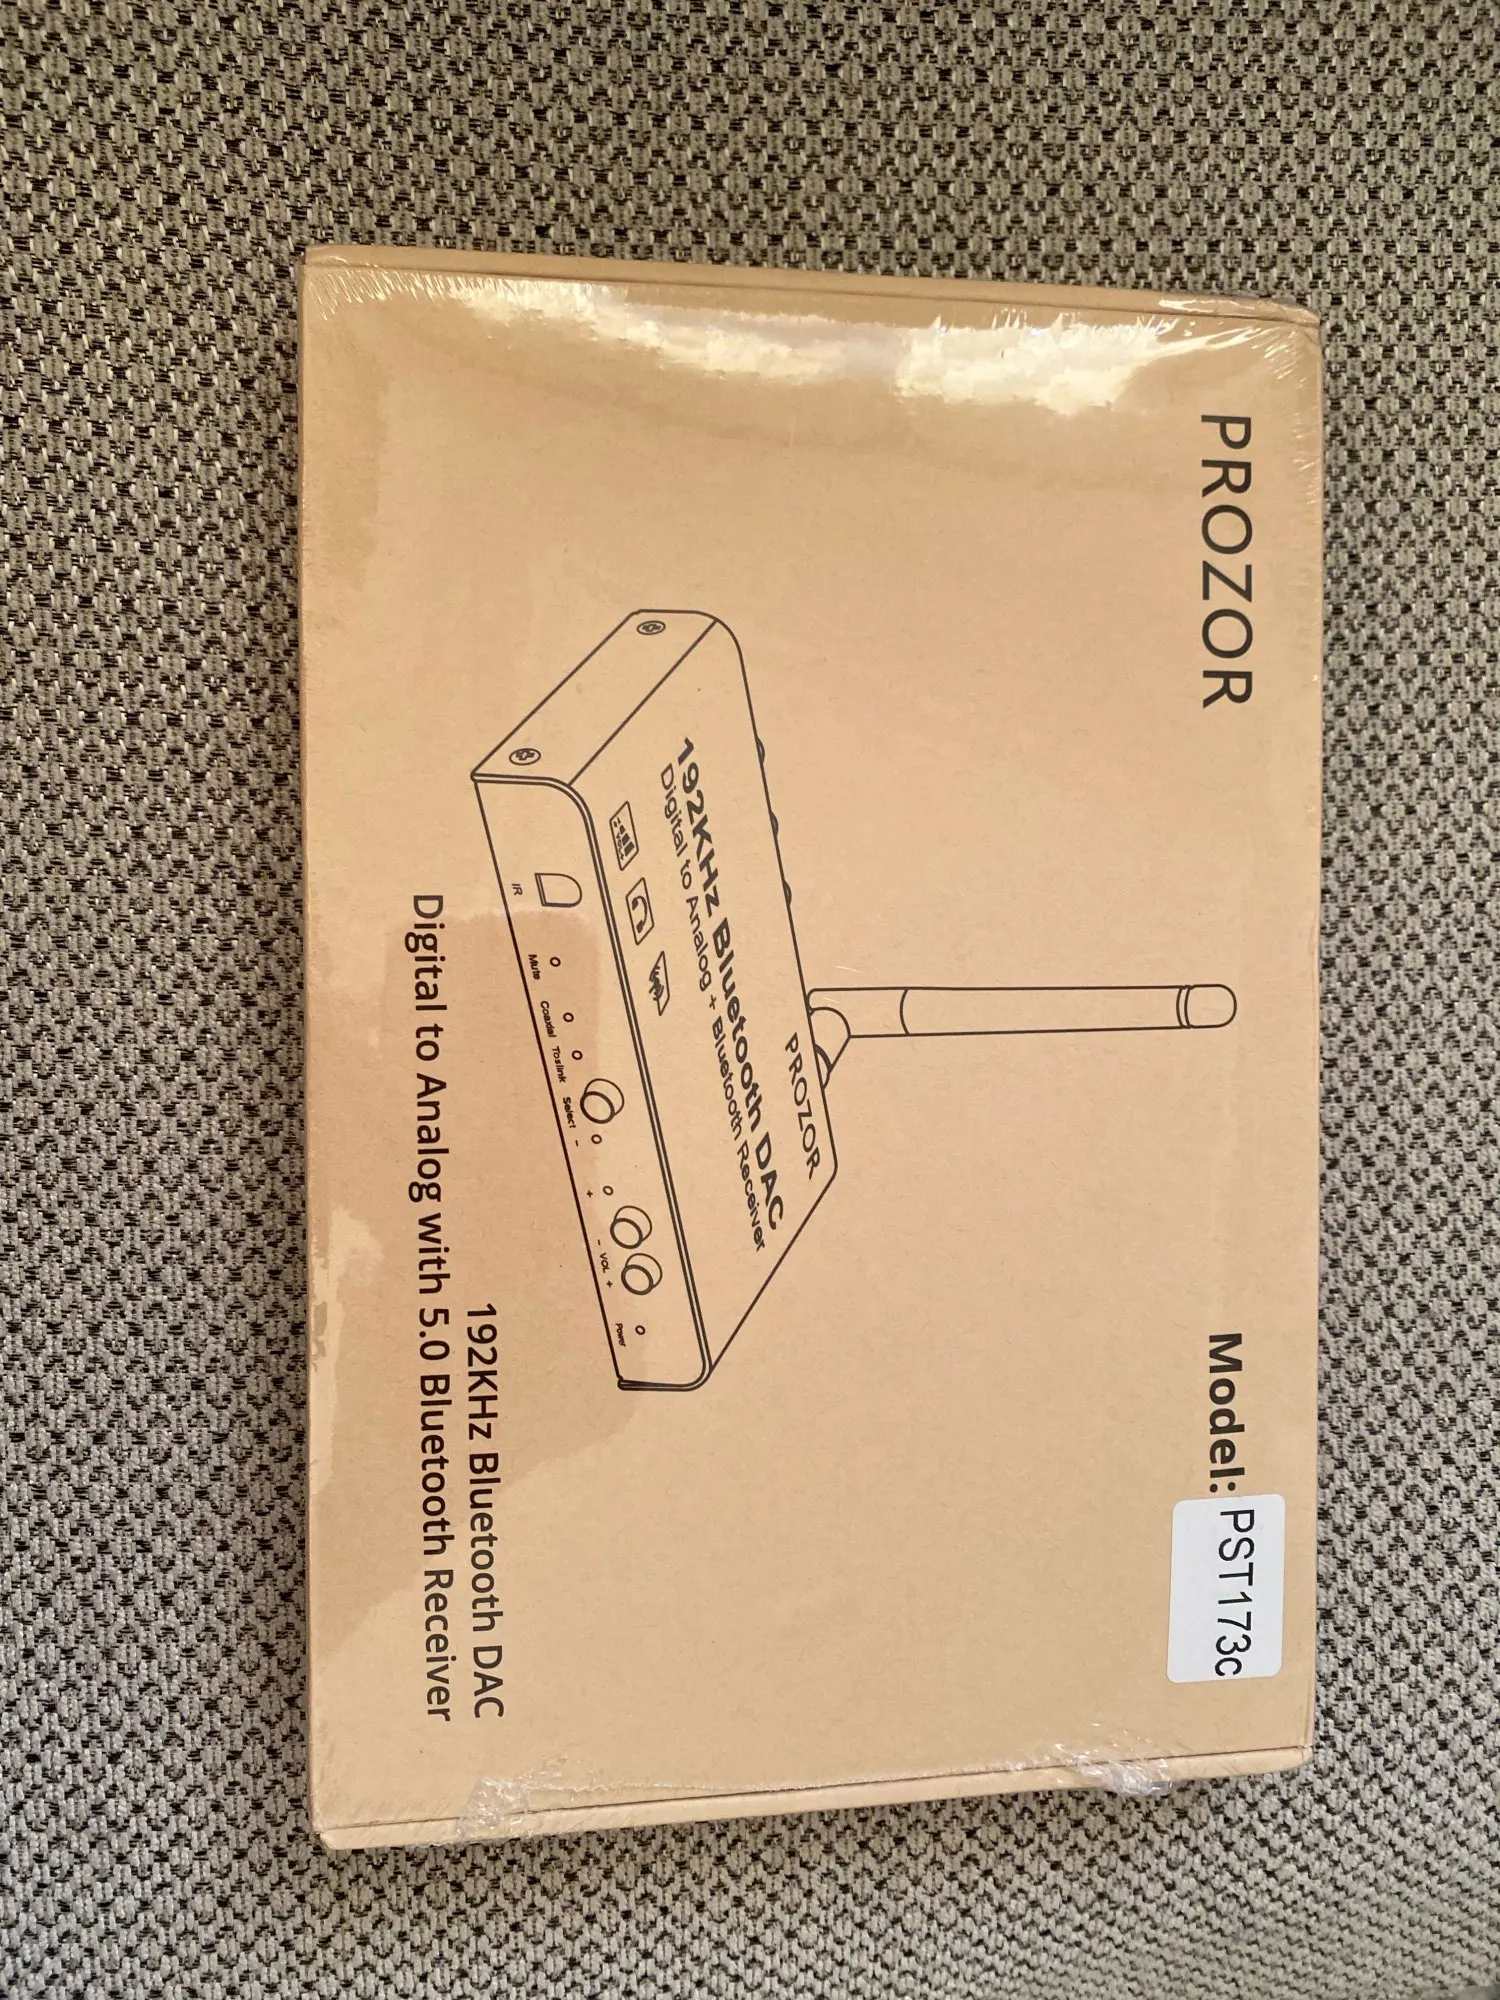 PROZOR
Model: PST173c
PROZOR
192KHz Bluetooth DAC
Digital to Analog + Bluetooth Receiver
IR
Mute
Coaxial
Toslink
Select
-
+
- VOL +
Power
192KHz Bluetooth DAC
Digital to Analog with 5.0 Bluetooth Receiver